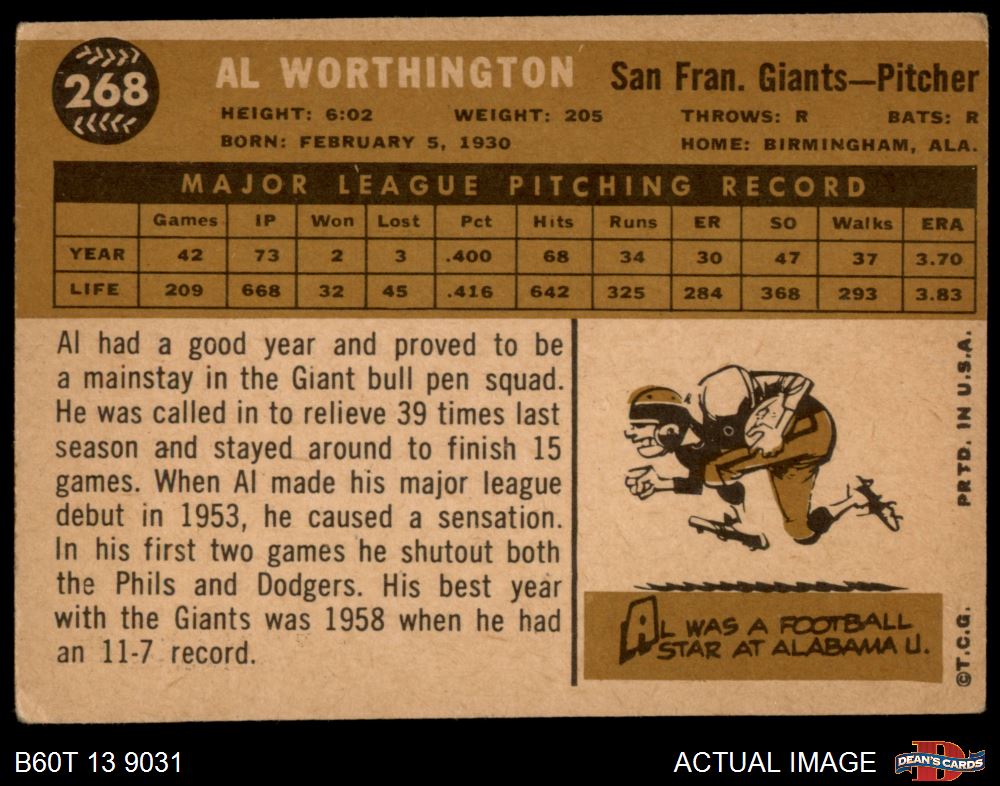 268
AL WORTHINGTON San Fran. Giants—Pitcher
HEIGHT: 6:02 WEIGHT: 205 THROWS: R BATS: R
BORN: FEBRUARY 5, 1930 HOME: BIRMINGHAM, ALA.
MAJOR LEAGUE PITCHING RECORD
Games IP Won Lost Pct Hits Runs ER SO Walks ERA
YEAR 42 73 2 3 .400 68 34 30 47 37 3.70
LIFE 209 668 32 45 .416 642 325 284 368 293 3.83
Al had a good year and proved to be
a mainstay in the Giant bull pen squad.
He was called in to relieve 39 times last
season and stayed around to finish 15
games. When Al made his major league
debut in 1953, he caused a sensation.
In his first two games he shutout both
the Phils and Dodgers. His best year
with the Giants was 1958 when he had
an 11-7 record.
AL WAS A FOOTBALL
STAR AT ALABAMA U.
©T.C.G. PRTD. IN U.S.A.
B60T 13 9031 ACTUAL IMAGE
DEAN'S CARDS